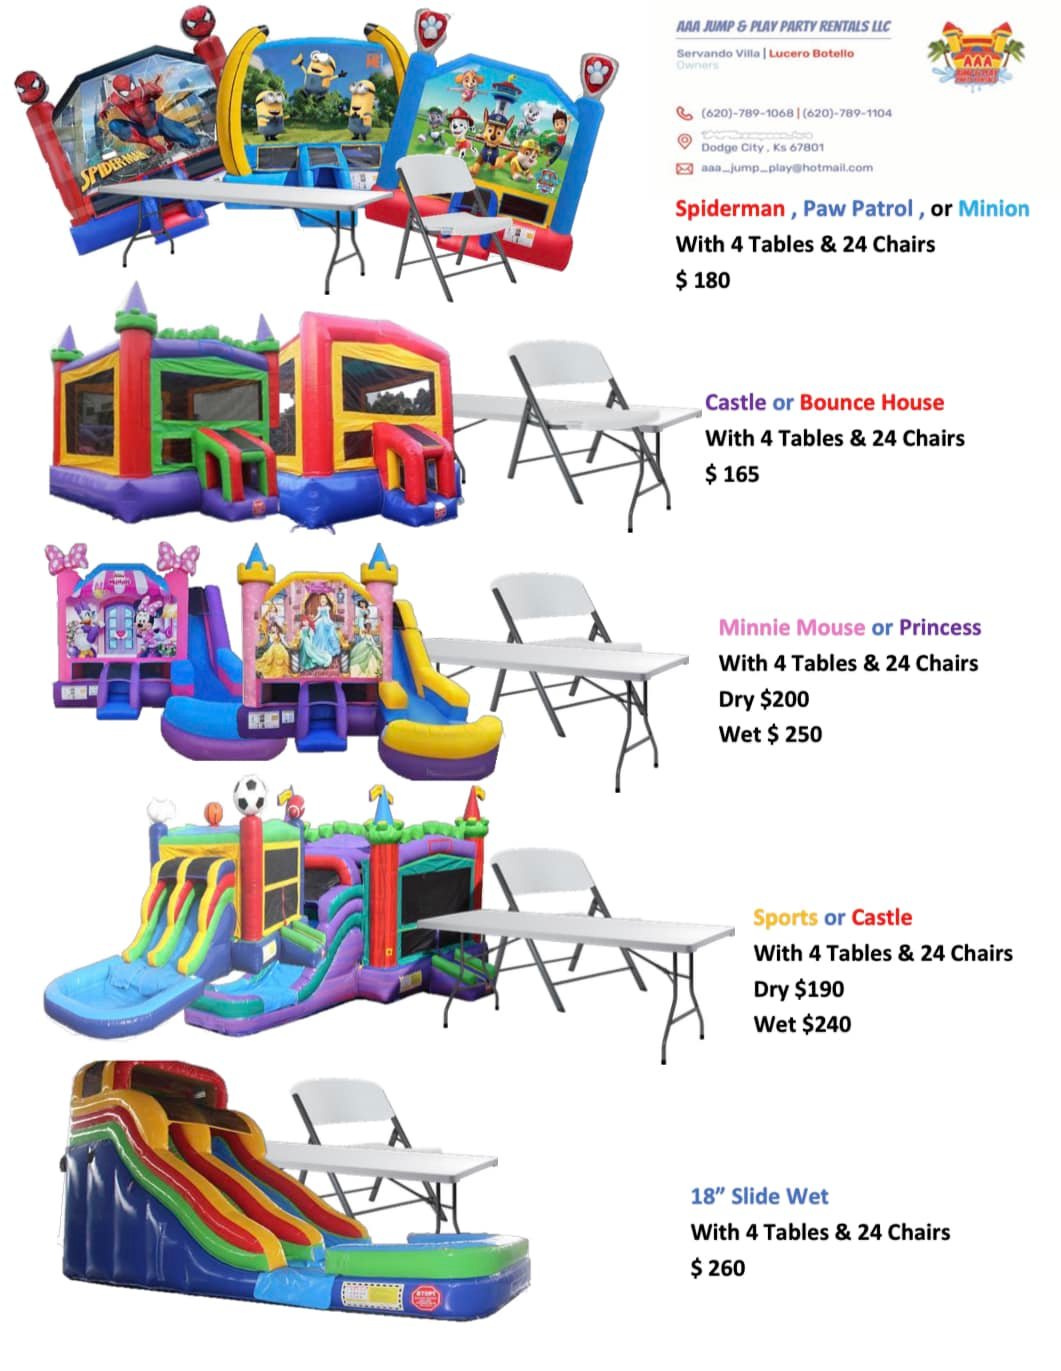 AAA JUMP & PLAY PARTY RENTALS LLC
Servando Villa | Lucero Botello
Owners
(620)-789-1068 | (620)-789-1104
Dodge City , Ks 67801
aaa_jump_play@hotmail.com
AAA
SPIDER-MAN
Spiderman , Paw Patrol , or Minion
With 4 Tables & 24 Chairs
$ 180
Castle or Bounce House
With 4 Tables & 24 Chairs
$ 165
Minnie Mouse or Princess
With 4 Tables & 24 Chairs
Dry $200
Wet $ 250
Sports or Castle
With 4 Tables & 24 Chairs
Dry $190
Wet $240
18” Slide Wet
With 4 Tables & 24 Chairs
$ 260
STOP!